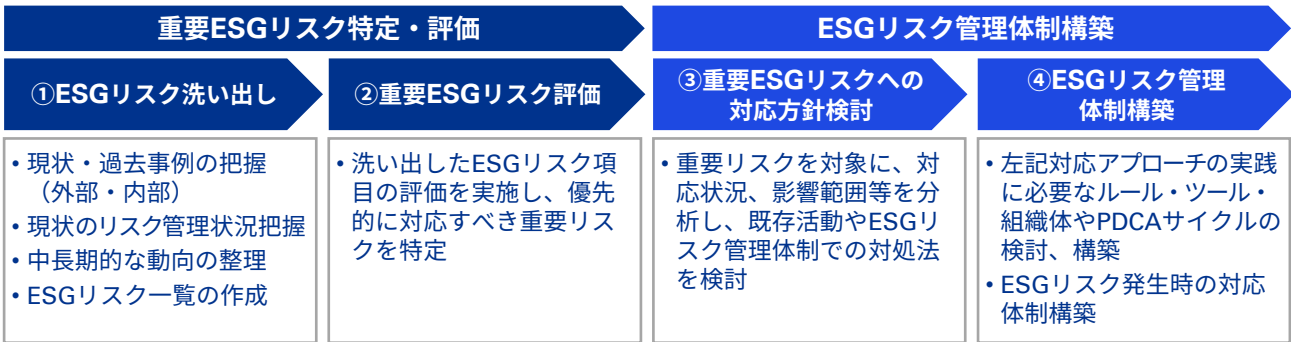 重要ESGリスク特定・評価
ESGリスク管理体制構築
①ESGリスク洗い出し
②重要ESGリスク評価
③重要ESGリスクへの
対応方針検討
④ESGリスク管理
体制構築
• 現状・過去事例の把握
（外部・内部）
• 現状のリスク管理状況把握
• 中長期的な動向の整理
• ESGリスク一覧の作成
• 洗い出したESGリスク項
目の評価を実施し、優先
的に対応すべき重要リス
クを特定
• 重要リスクを対象に、対
応状況、影響範囲等を分
析し、既存活動やESGリ
スク管理体制での対処法
を検討
• 左記対応アプローチの実践
に必要なルール・ツール・
組織体やPDCAサイクルの
検討、構築
• ESGリスク発生時の対応
体制構築